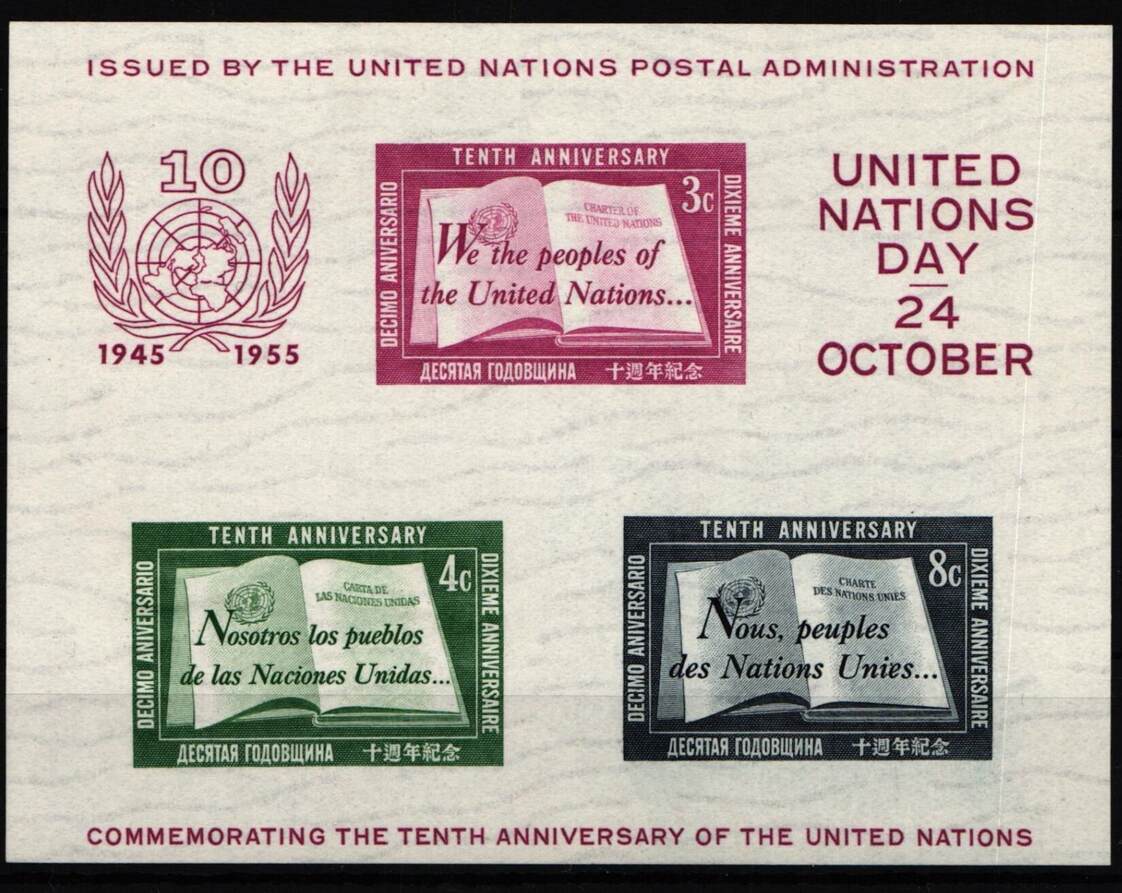 ISSUED BY THE UNITED NATIONS POSTAL ADMINISTRATION
10
1945 1955
TENTH ANNIVERSARY
DECIMO ANIVERSARIO
3c
CHARTER OF
THE UNITED NATIONS
We the peoples of
the United Nations...
DIXIEME ANNIVERSAIRE
ДЕСЯТАЯ ГОДОВЩИНА 十週年紀念
UNITED
NATIONS
DAY
24
OCTOBER
TENTH ANNIVERSARY
DECIMO ANIVERSARIO
4c
CARTA DE
LAS NACIONES UNIDAS
Nosotros los pueblos
de las Naciones Unidas...
DIXIEME ANNIVERSAIRE
ДЕСЯТАЯ ГОДОВЩИНА 十週年紀念
TENTH ANNIVERSARY
DECIMO ANIVERSARIO
8c
CHARTE
DES NATIONS UNIES
Nous, peuples
des Nations Unies...
DIXIEME ANNIVERSAIRE
ДЕСЯТАЯ ГОДОВЩИНА 十週年紀念
COMMEMORATING THE TENTH ANNIVERSARY OF THE UNITED NATIONS